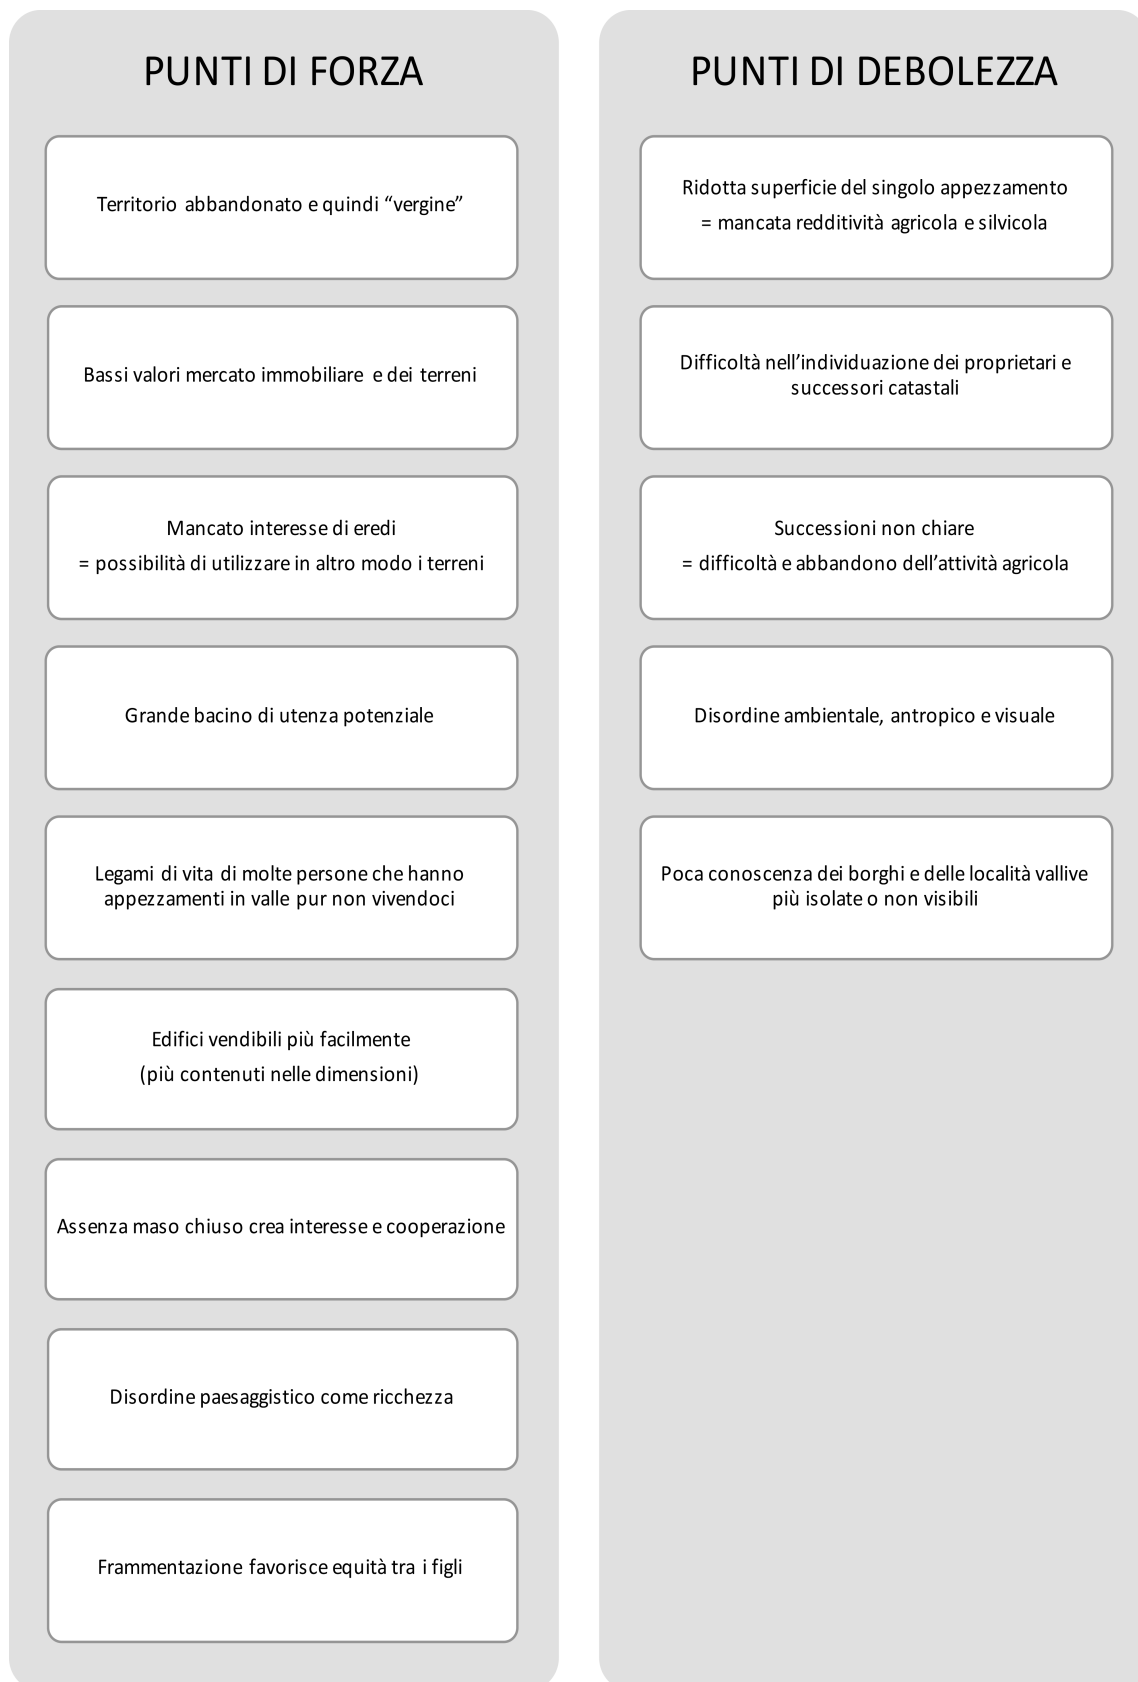 PUNTI DI FORZA
Territorio abbandonato e quindi “vergine”
Bassi valori mercato immobiliare e dei terreni
Mancato interesse di eredi
= possibilità di utilizzare in altro modo i terreni
Grande bacino di utenza potenziale
Legami di vita di molte persone che hanno
appezzamenti in valle pur non vivendoci
Edifici vendibili più facilmente
(più contenuti nelle dimensioni)
Assenza maso chiuso crea interesse e cooperazione
Disordine paesaggistico come ricchezza
Frammentazione favorisce equità tra i figli
PUNTI DI DEBOLEZZA
Ridotta superficie del singolo appezzamento
= mancata redditività agricola e silvicola
Difficoltà nell’individuazione dei proprietari e
successori catastali
Successioni non chiare
= difficoltà e abbandono dell’attività agricola
Disordine ambientale, antropico e visuale
Poca conoscenza dei borghi e delle località vallive
più isolate o non visibili